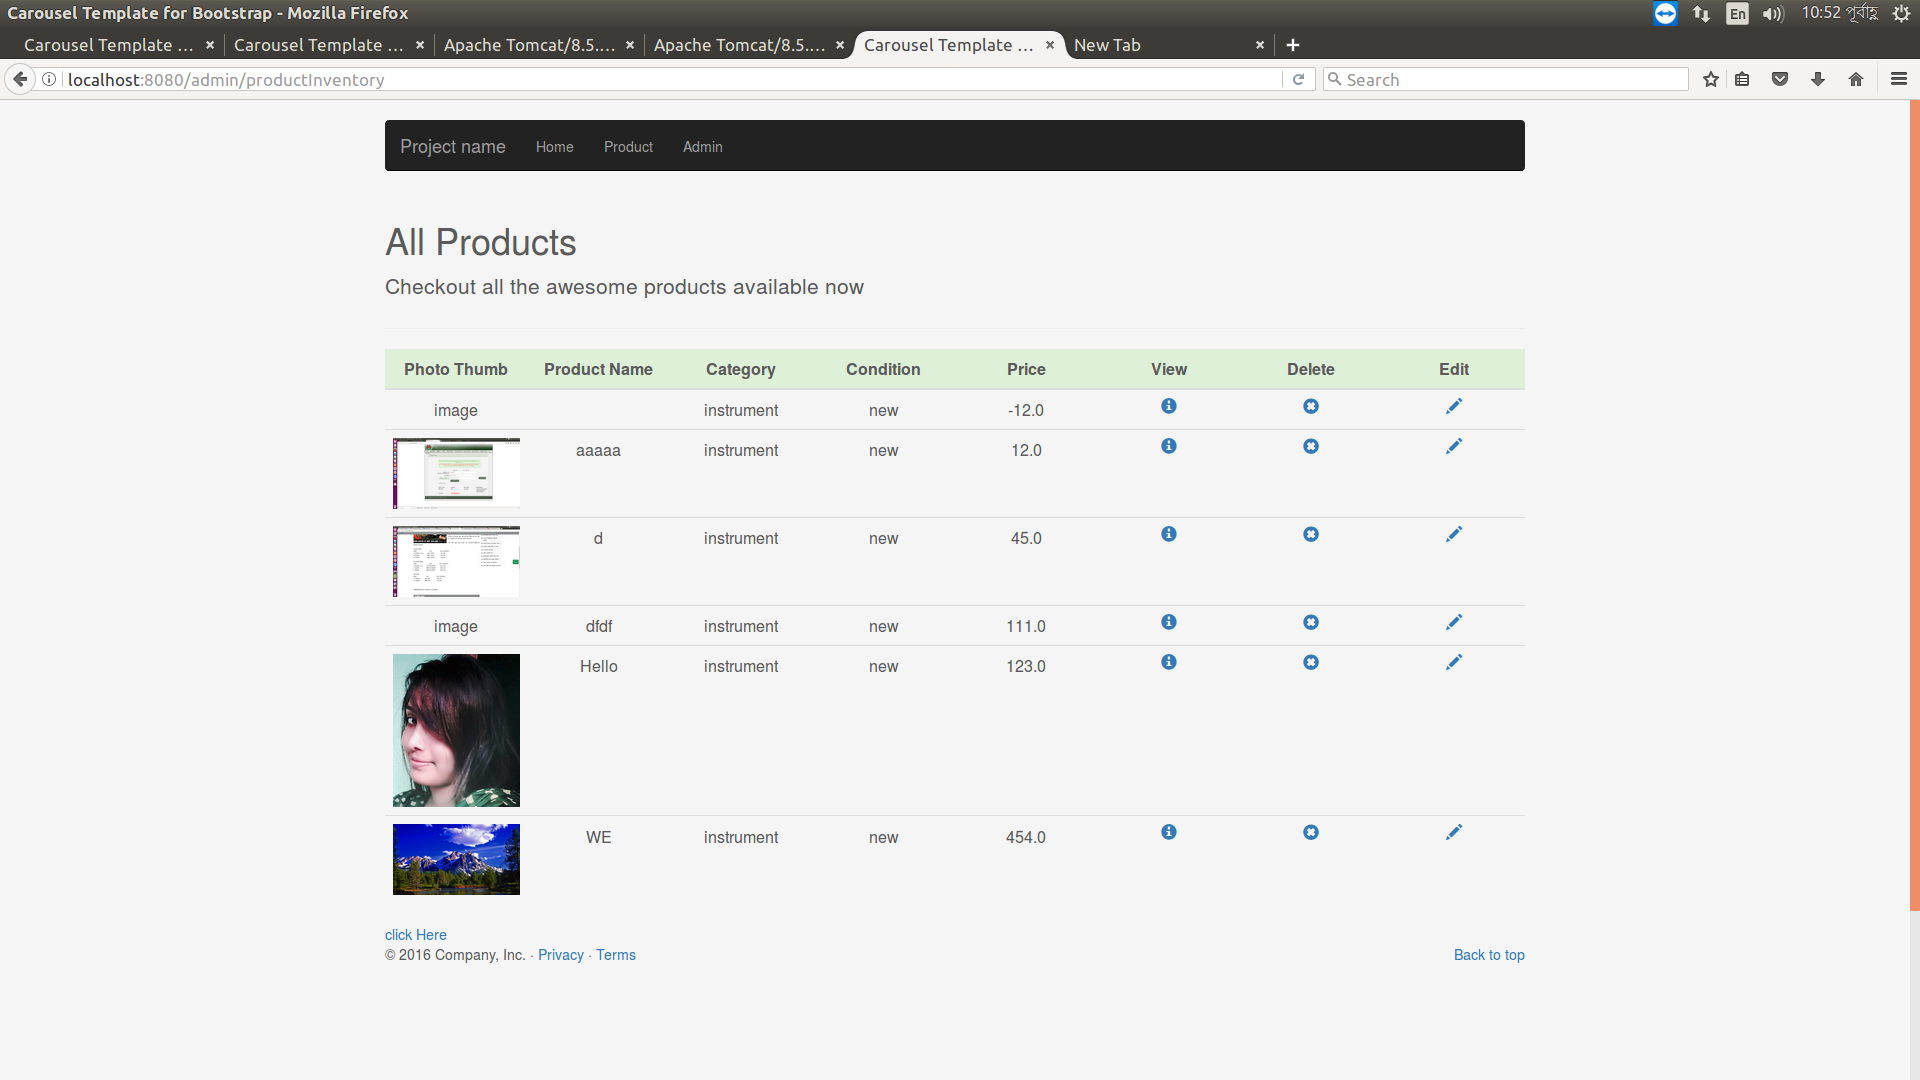 Carousel Template for Bootstrap - Mozilla Firefox
En
10:52 পূর্বাহ্ণ
Carousel Template ...
Carousel Template ...
Apache Tomcat/8.5....
Apache Tomcat/8.5....
Carousel Template ...
New Tab
localhost:8080/admin/productInventory
Search
Project name Home Product Admin
All Products
Checkout all the awesome products available now
Photo Thumb Product Name Category Condition Price View Delete Edit
image instrument new -12.0
aaaaa instrument new 12.0
d instrument new 45.0
image dfdf instrument new 111.0
Hello instrument new 123.0
WE instrument new 454.0
click Here
© 2016 Company, Inc. · Privacy · Terms
Back to top